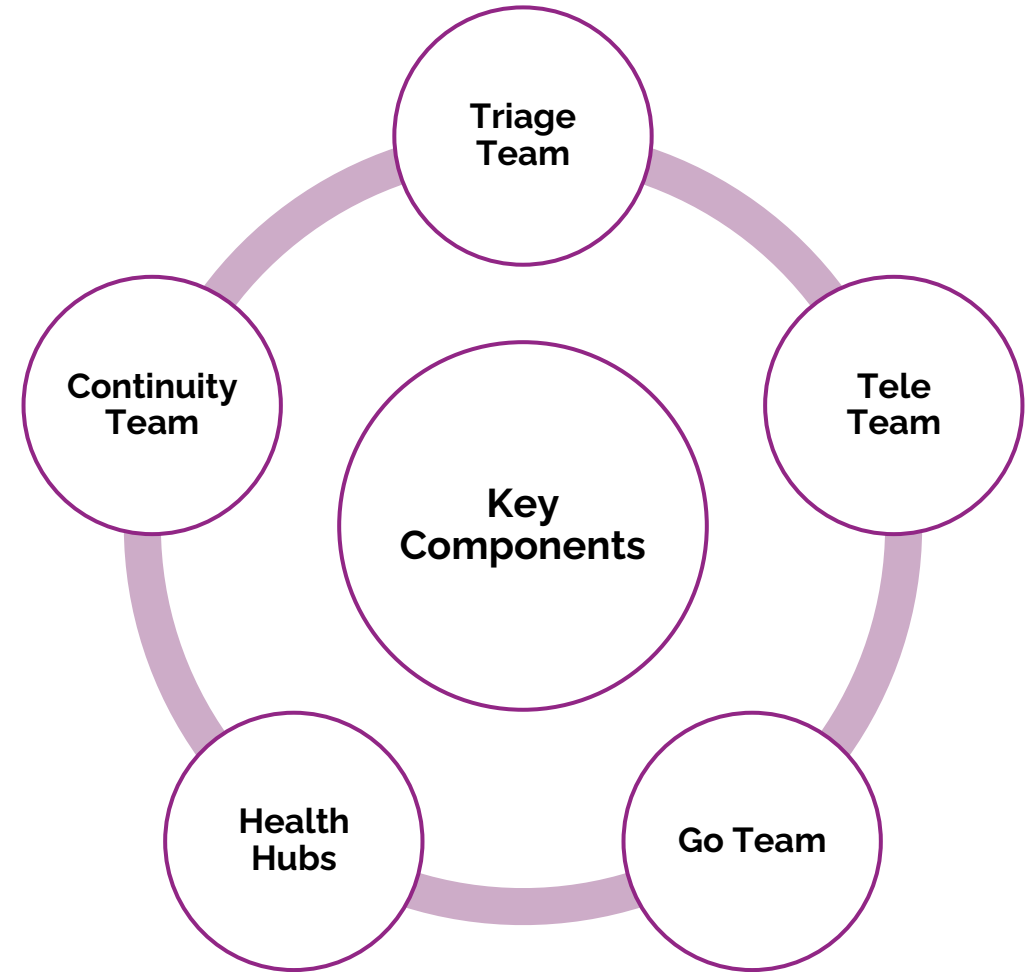 Triage
Team
Continuity
Team
Tele
Team
Key
Components
Health
Hubs
Go Team